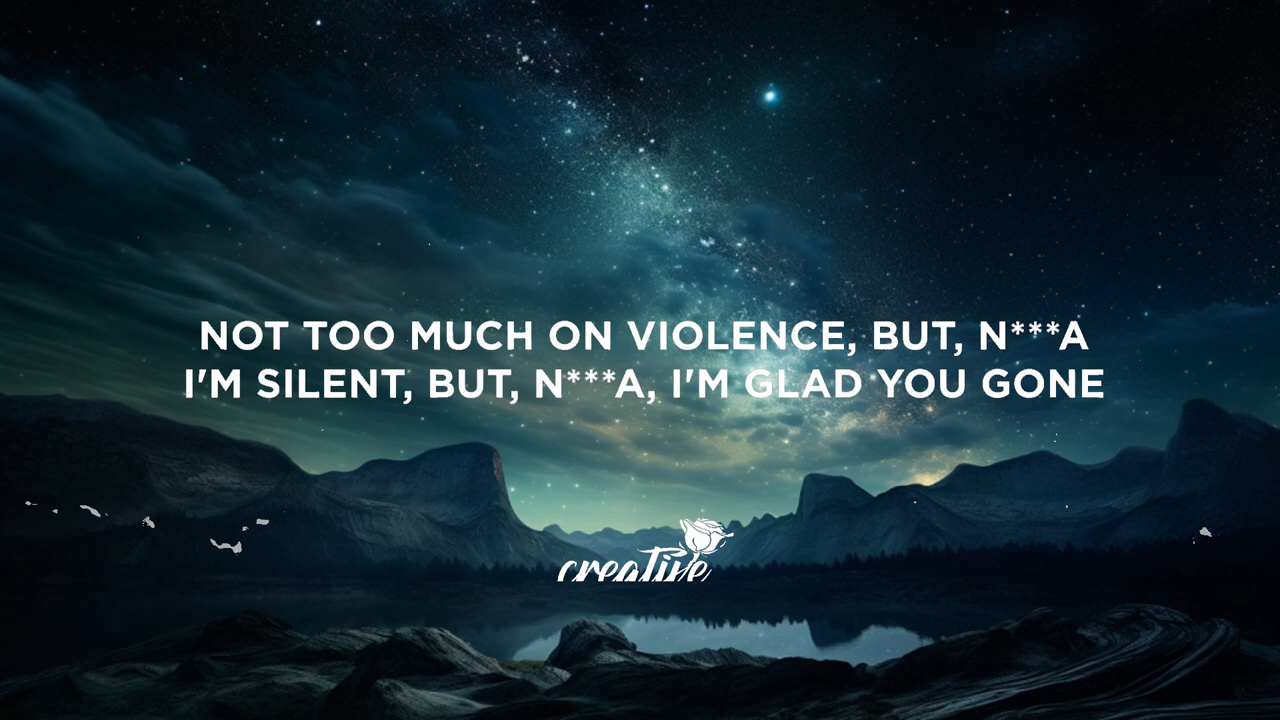 NOT TOO MUCH ON VIOLENCE, BUT, N***A
I'M SILENT, BUT, N***A, I'M GLAD YOU GONE
creative